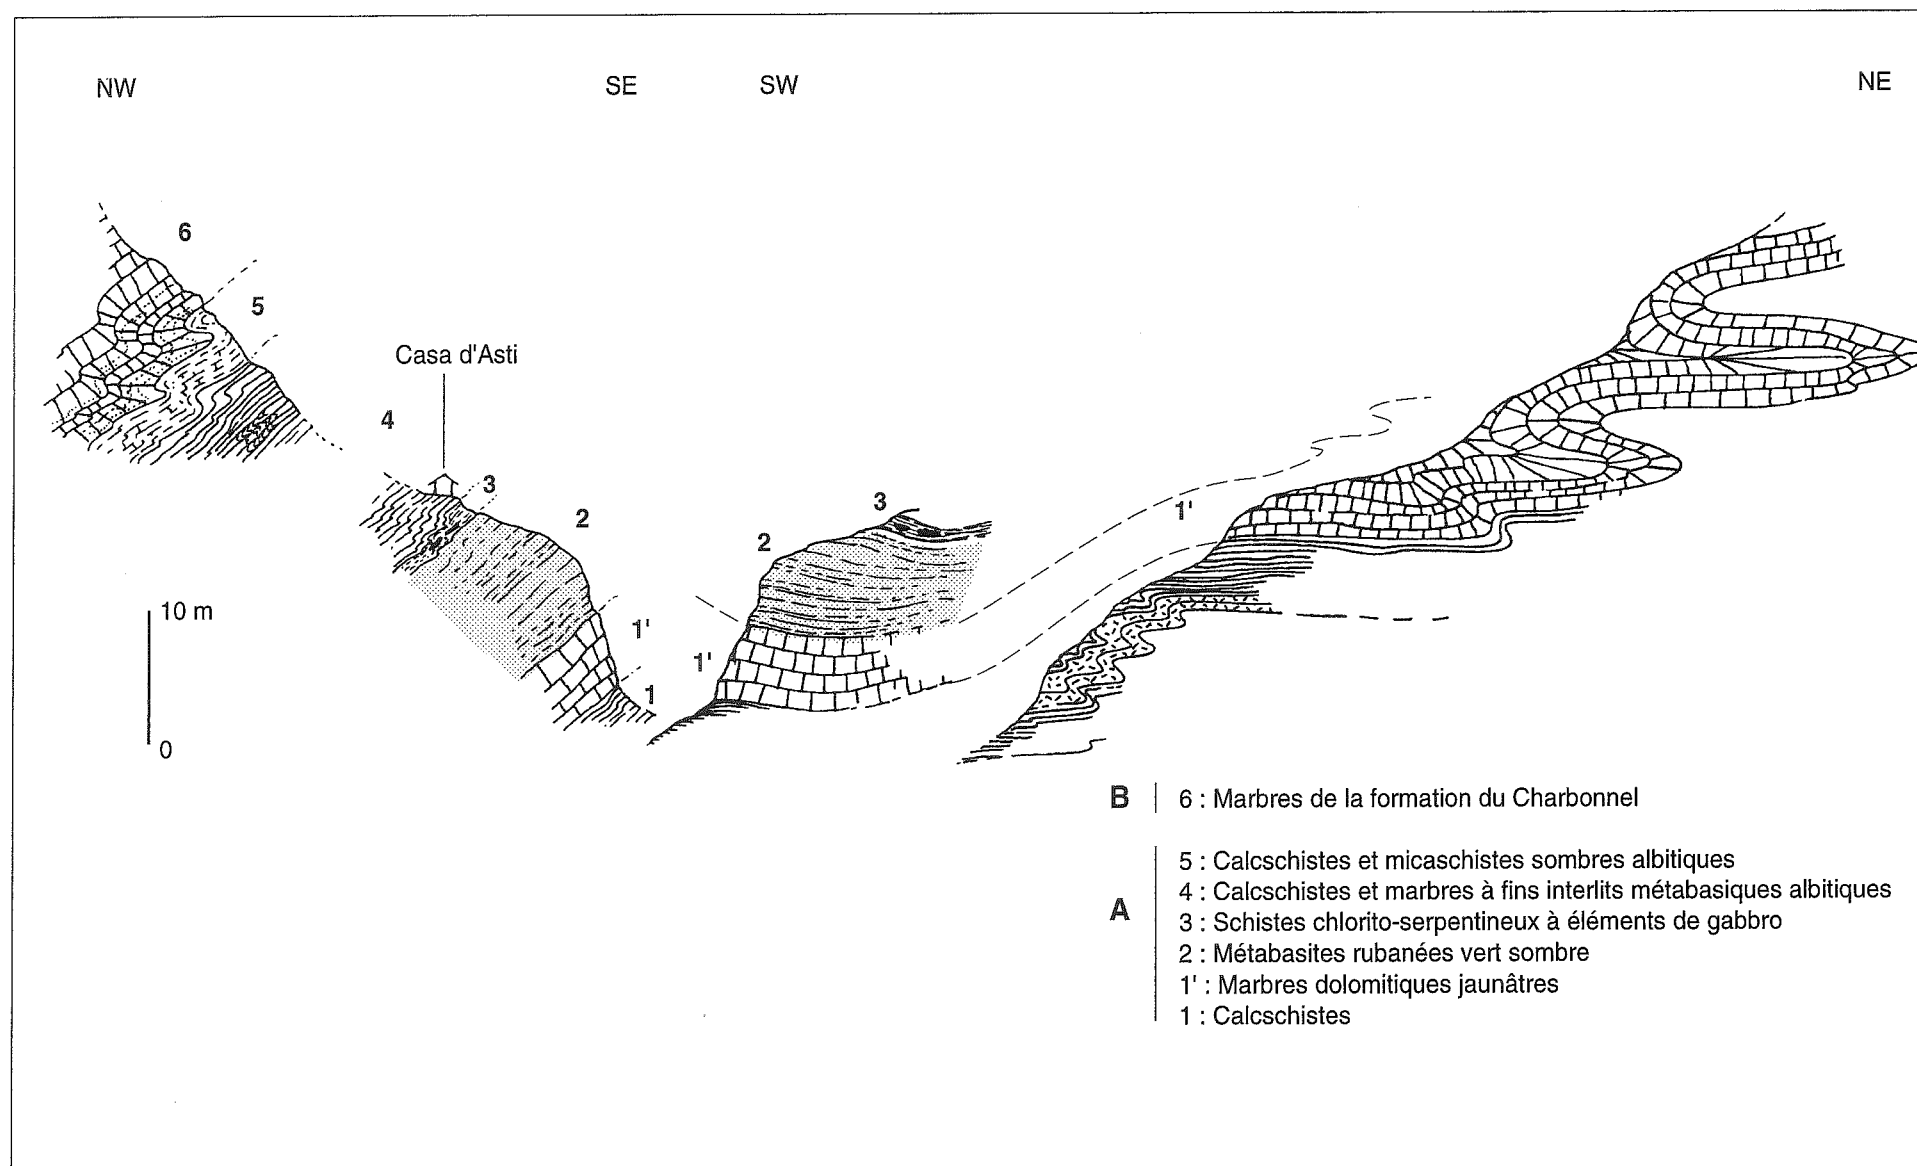 NW SE SW NE
6
5
Casa d'Asti
4
3
2
3
2
1'
10 m
1'
1'
1
0
B 6 : Marbres de la formation du Charbonnel
5 : Calcschistes et micaschistes sombres albitiques
4 : Calcschistes et marbres à fins interlits métabasiques albitiques
A
3 : Schistes chlorito-serpentineux à éléments de gabbro
2 : Métabasites rubanées vert sombre
1' : Marbres dolomitiques jaunâtres
1 : Calcschistes